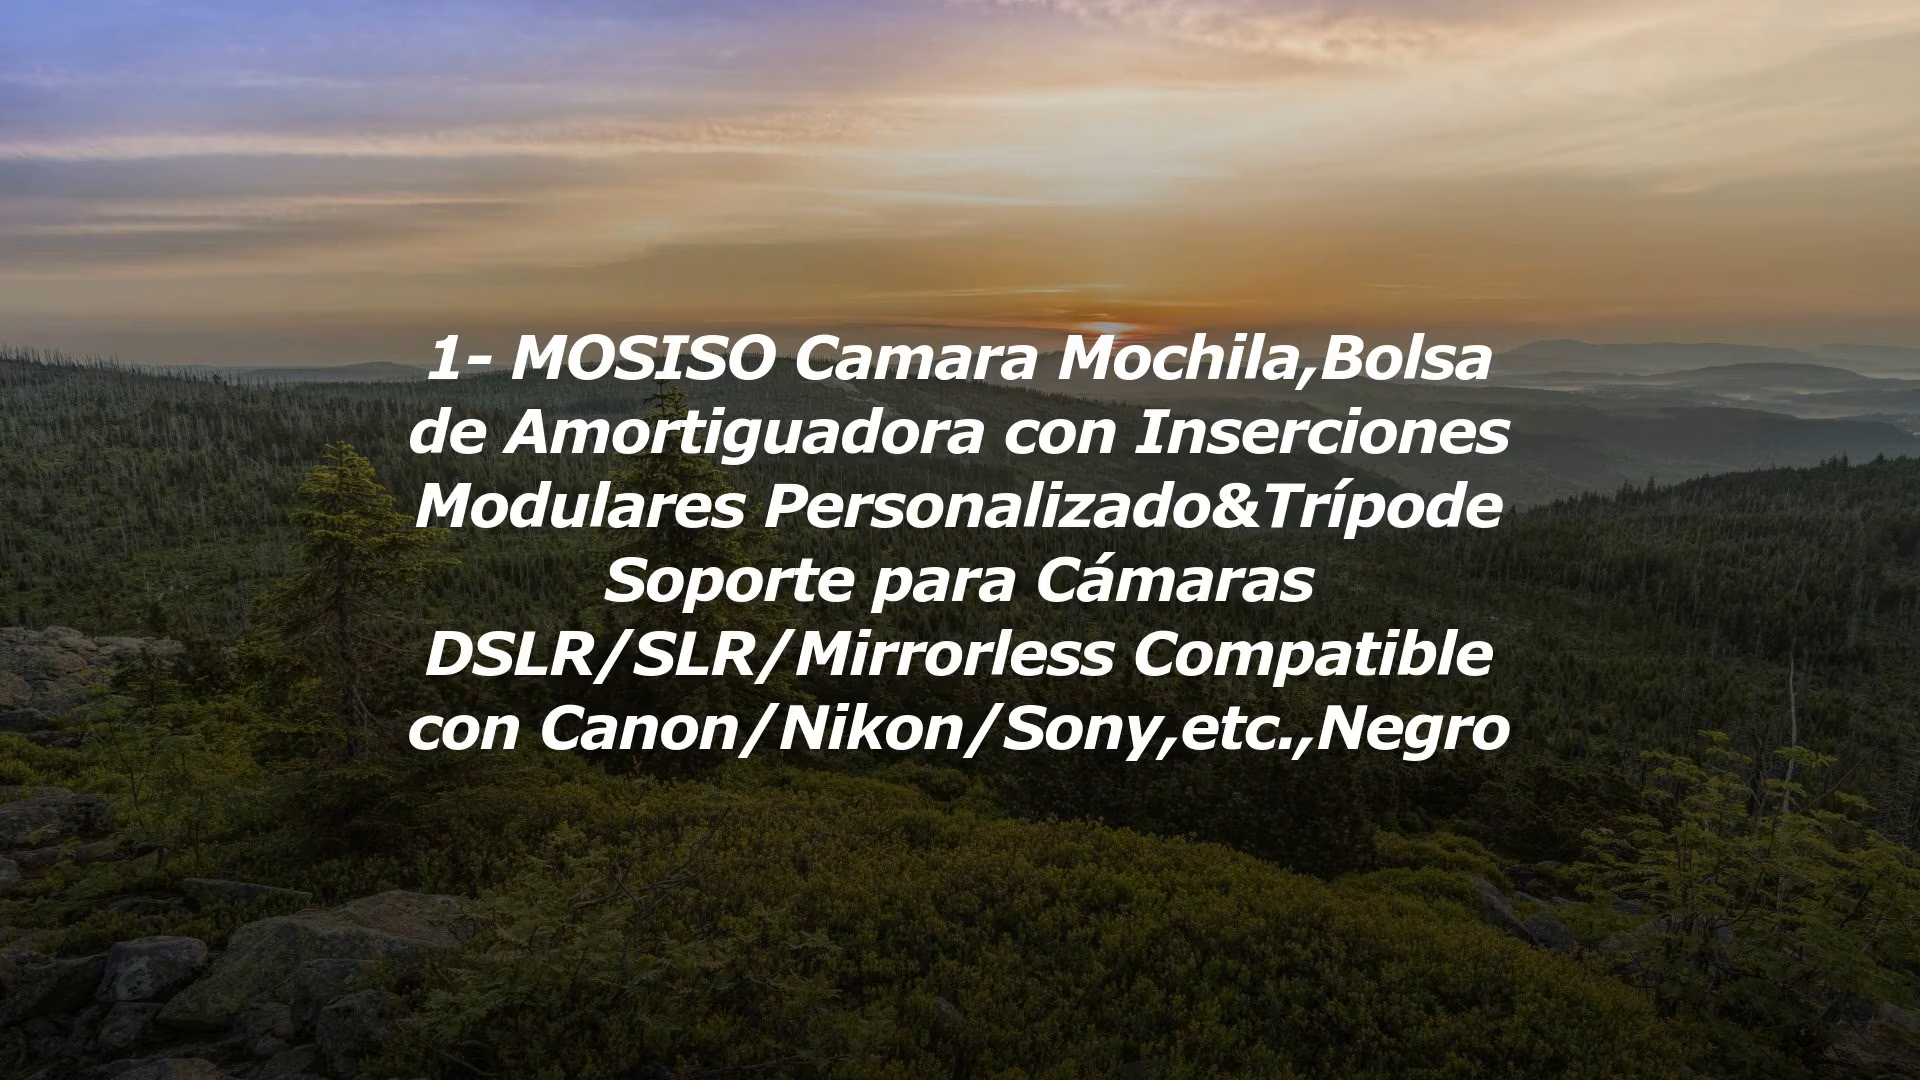 1- MOSISO Camara Mochila,Bolsa
de Amortiguadora con Inserciones
Modulares Personalizado&Trípode
Soporte para Cámaras
DSLR/SLR/Mirrorless Compatible
con Canon/Nikon/Sony,etc.,Negro